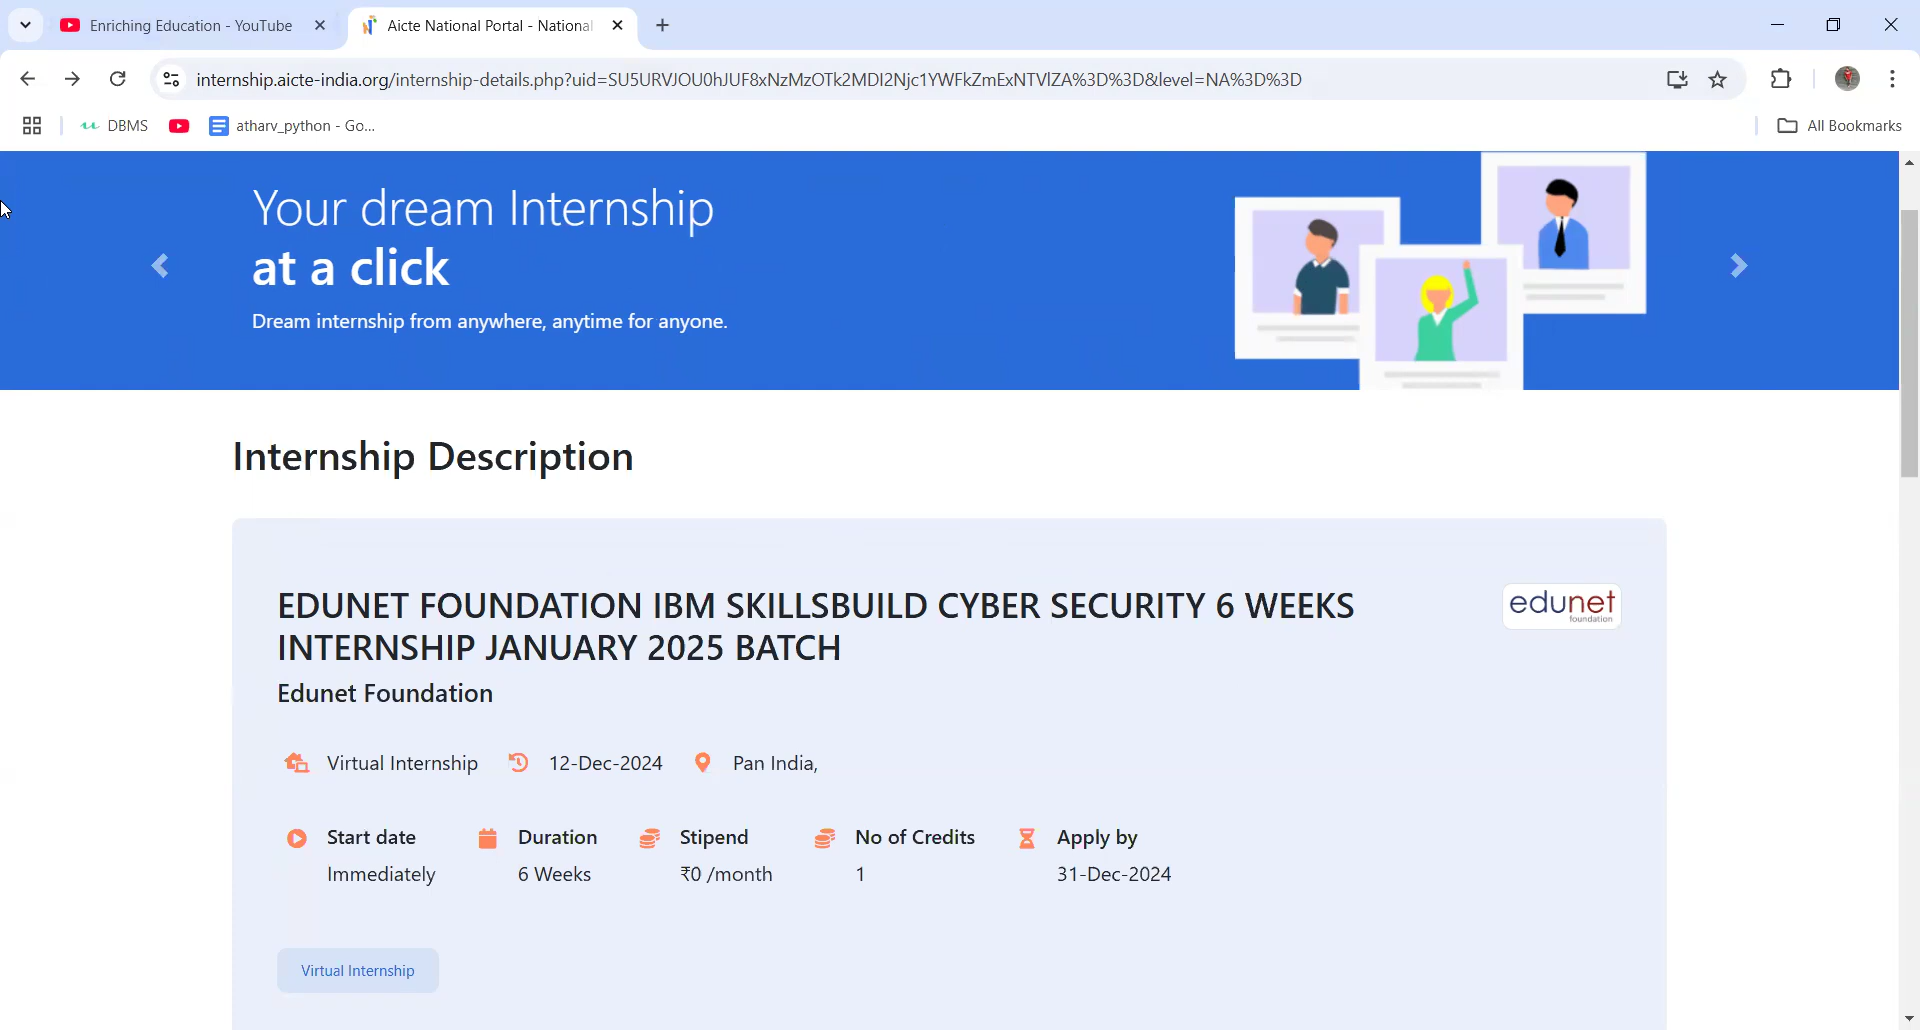 Enriching Education - YouTube
Aicte National Portal - National
internship.aicte-india.org/internship-details.php?uid=SU5URVJOU0hJUF8xNzMzOTk2MDI2Njc1YWFkZmExNTVlZA%3D%3D&level=NA%3D%3D
DBMS
atharv_python - Go...
All Bookmarks
Your dream Internship
at a click
Dream internship from anywhere, anytime for anyone.
Internship Description
EDUNET FOUNDATION IBM SKILLSBUILD CYBER SECURITY 6 WEEKS
INTERNSHIP JANUARY 2025 BATCH
edunet
foundation
Edunet Foundation
Virtual Internship 12-Dec-2024 Pan India,
Start date Duration Stipend No of Credits Apply by
Immediately 6 Weeks ₹0 /month 1 31-Dec-2024
Virtual Internship